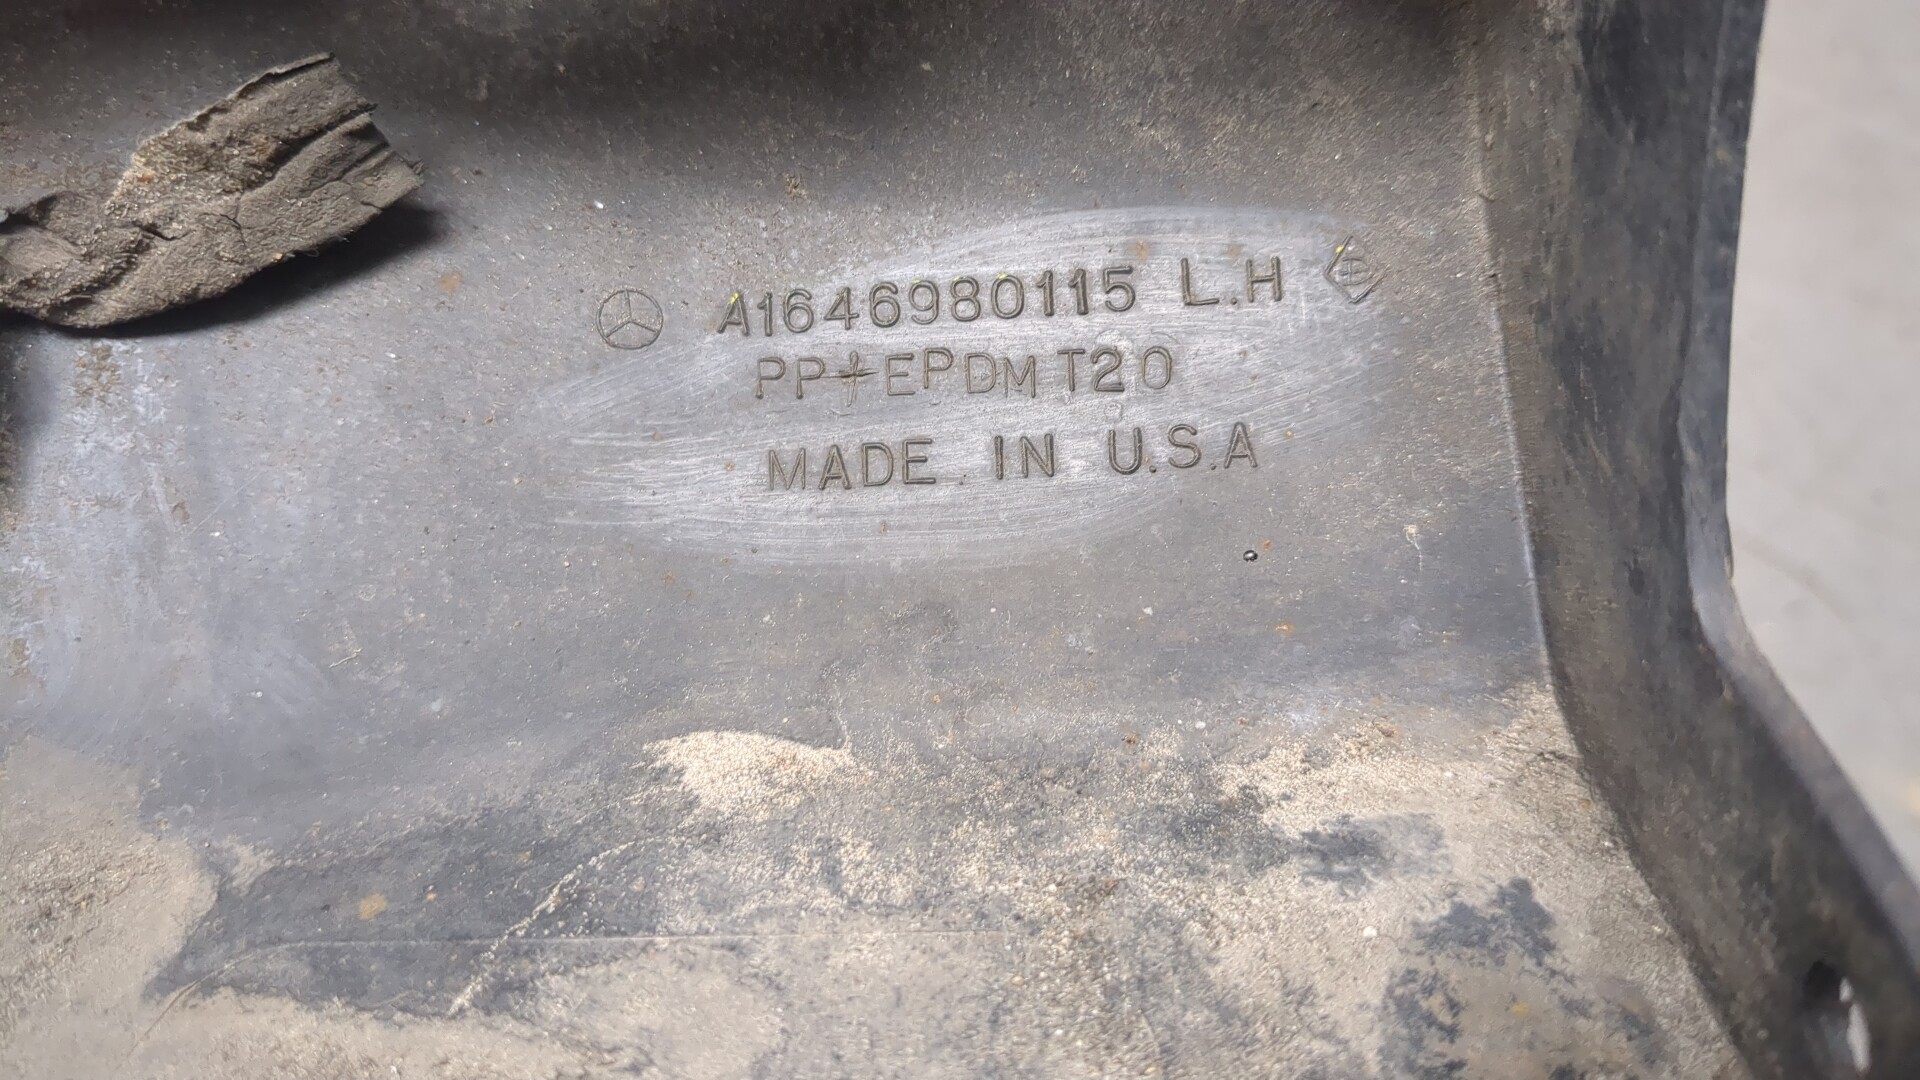 A1646980115 L.H
PP+EPDM T20
MADE IN U.S.A